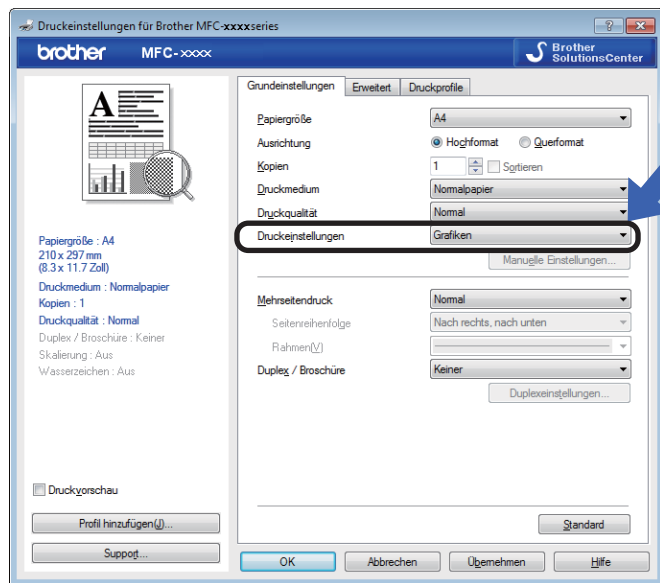 Druckeinstellungen für Brother MFC-xxxxseries
brother MFC-xxxx
Brother
SolutionsCenter
Grundeinstellungen Erweitert Druckprofile
A
Papiergröße A4
Ausrichtung Hochformat Querformat
Kopien 1 Sortieren
Druckmedium Normalpapier
Druckqualität Normal
Druckeinstellungen Grafiken
Manuelle Einstellungen...
Mehrseitendruck Normal
Seitenreihenfolge Nach rechts, nach unten
Rahmen(V)
Duplex / Broschüre Keiner
Duplexeinstellungen...
Papiergröße : A4
210 x 297 mm
(8.3 x 11.7 Zoll)
Druckmedium : Normalpapier
Kopien : 1
Druckqualität : Normal
Duplex / Broschüre : Keiner
Skalierung : Aus
Wasserzeichen : Aus
Druckvorschau
Profil hinzufügen(J)...
Support...
Standard
OK Abbrechen Übernehmen Hilfe